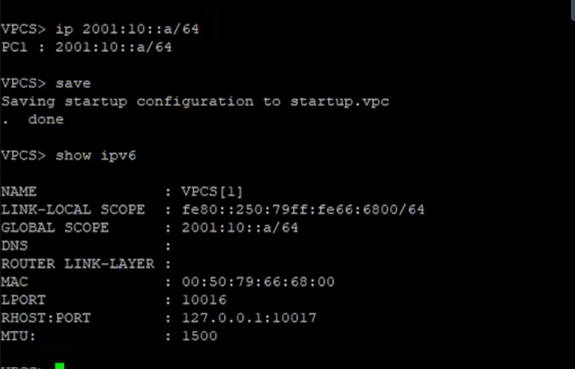 VPCS> ip 2001:10::a/64
PC1 : 2001:10::a/64
VPCS> save
Saving startup configuration to startup.vpc
.  done
VPCS> show ipv6
NAME              : VPCS[1]
LINK-LOCAL SCOPE  : fe80::250:79ff:fe66:6800/64
GLOBAL SCOPE      : 2001:10::a/64
DNS               :
ROUTER LINK-LAYER :
MAC               : 00:50:79:66:68:00
LPORT             : 10016
RHOST:PORT        : 127.0.0.1:10017
MTU:              : 1500
VPCS>